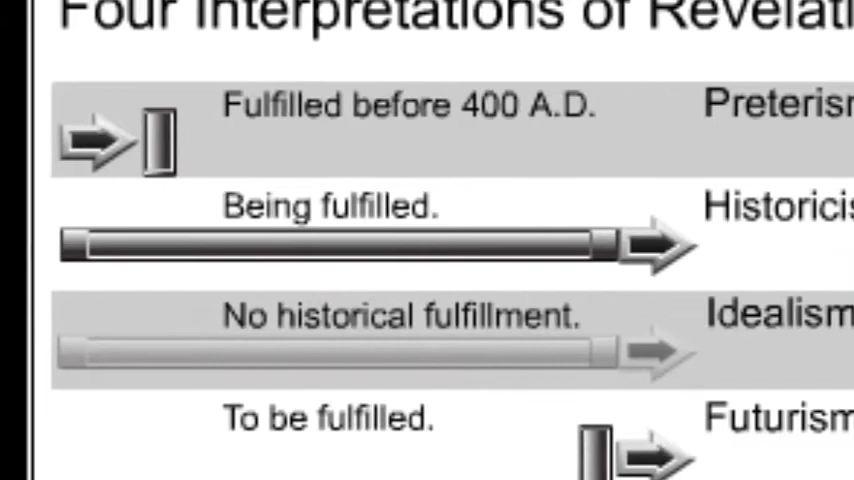 Four Interpretations of Revelati
Fulfilled before 400 A.D. Preterism
Being fulfilled. Historicis
No historical fulfillment. Idealism
To be fulfilled. Futurism